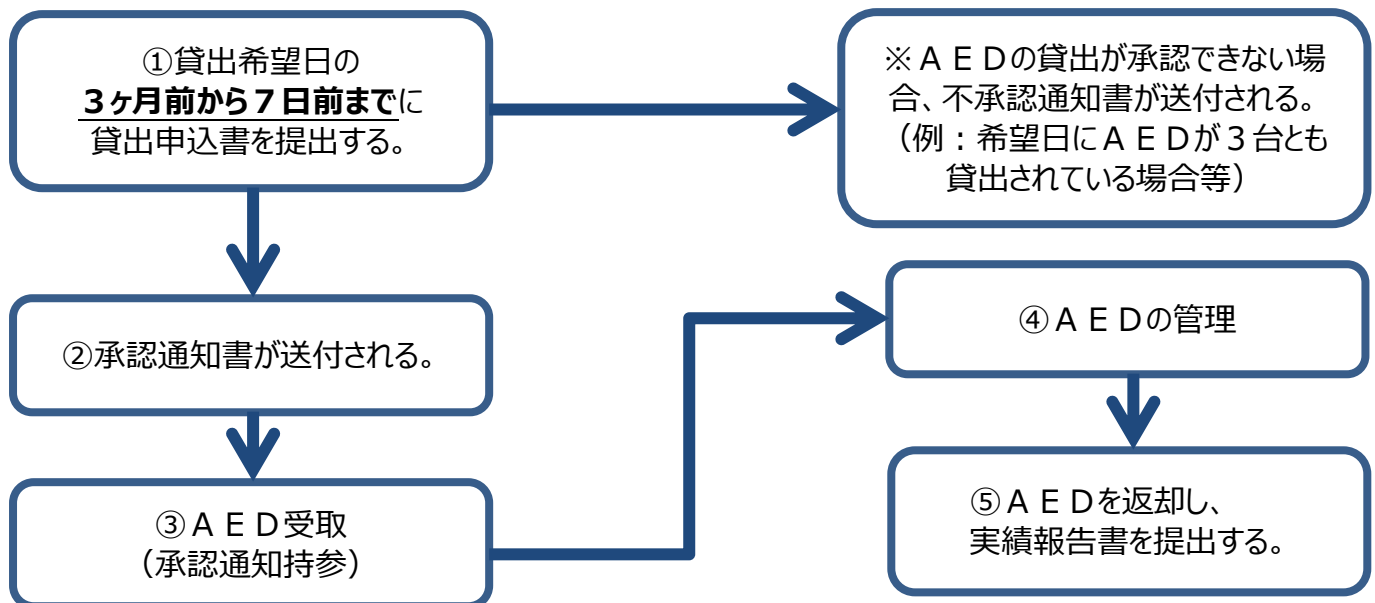 ①貸出希望日の
３ヶ月前から７日前までに
貸出申込書を提出する。
※ＡＥＤの貸出が承認できない場
合、不承認通知書が送付される。
（例：希望日にＡＥＤが３台とも
貸出されている場合等）
②承認通知書が送付される。
③ＡＥＤ受取
（承認通知持参）
④ＡＥＤの管理
⑤ＡＥＤを返却し、
実績報告書を提出する。